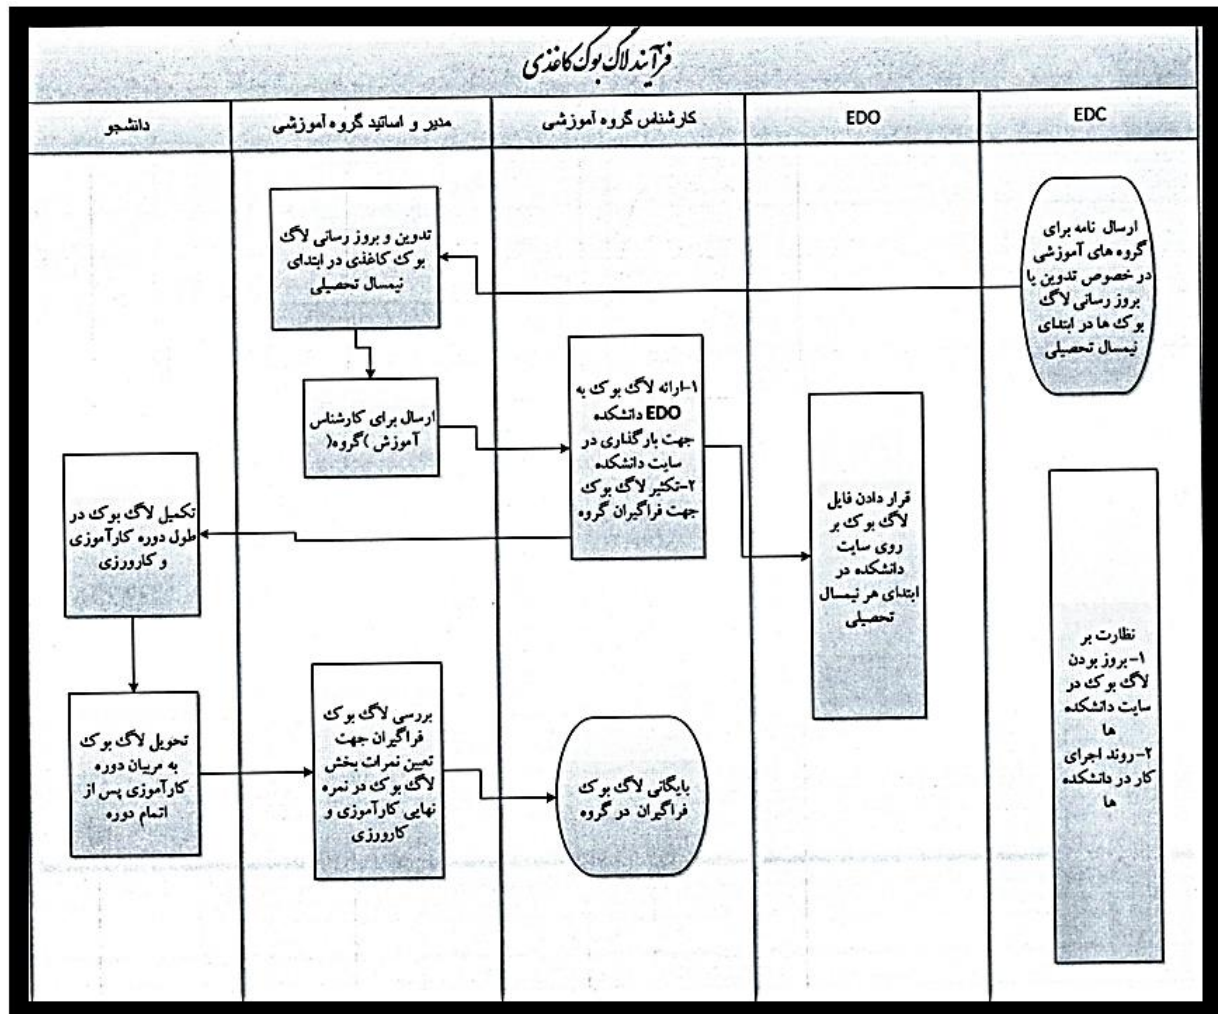 فرآیند لاگ بوک کاغذی
EDC
EDO
کارشناس گروه آموزشی
مدیر و اساتید گروه آموزشی
دانشجو
ارسال نامه برای
گروه های آموزشی
در خصوص تدوین یا
بروز رسانی لاگ
بوک ها در ابتدای
نیمسال تحصیلی
تدوین و بروز رسانی لاگ
بوک کاغذی در ابتدای
نیمسال تحصیلی
ارسال برای کارشناس
آموزش )گروه(
۱-ارائه لاگ بوک به
EDO دانشکده
جهت بارگذاری در
سایت دانشکده
۲-تکثیر لاگ بوک
جهت فراگیران گروه
قرار دادن فایل
لاگ بوک بر
روی سایت
دانشکده در
ابتدای هر نیمسال
تحصیلی
تکمیل لاگ بوک در
طول دوره کارآموزی
و کارورزی
تحویل لاگ بوک
به مربیان دوره
کارآموزی پس از
اتمام دوره
بررسی لاگ بوک
فراگیران جهت
تعیین نمرات بخش
لاگ بوک در نمره
نهایی کارآموزی و
کارورزی
بایگانی لاگ بوک
فراگیران در گروه
نظارت بر
۱-بروز بودن
لاگ بوک در
سایت دانشکده
ها
۲-روند اجرای
کار در دانشکده
ها